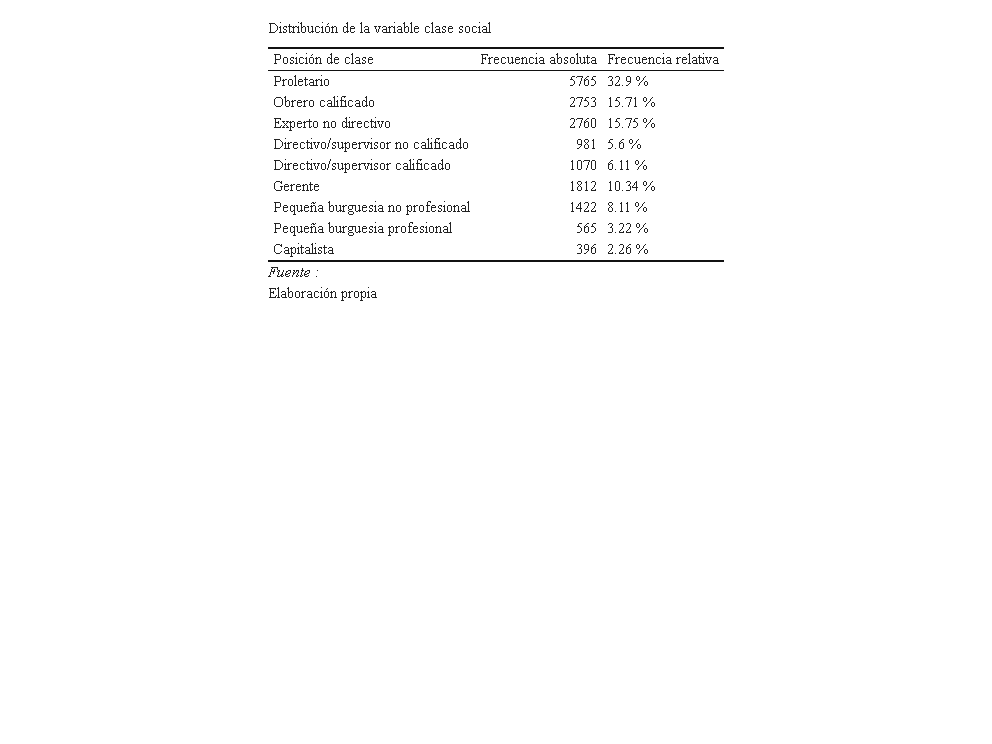 Distribución de la variable clase social
Posición de clase Frecuencia absoluta Frecuencia relativa
Proletario 5765 32.9 %
Obrero calificado 2753 15.71 %
Experto no directivo 2760 15.75 %
Directivo/supervisor no calificado 981 5.6 %
Directivo/supervisor calificado 1070 6.11 %
Gerente 1812 10.34 %
Pequeña burguesia no profesional 1422 8.11 %
Pequeña burguesia profesional 565 3.22 %
Capitalista 396 2.26 %
Fuente :
Elaboración propia